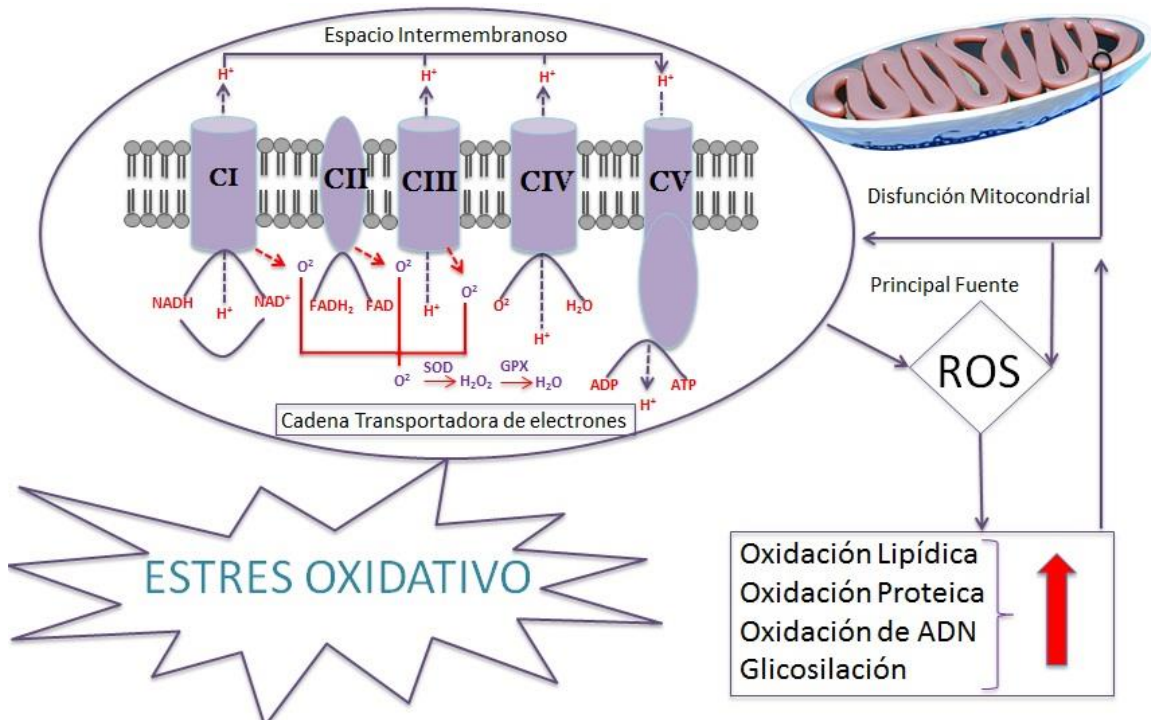 Espacio Intermembranoso
H⁺
H⁺
H⁺
H⁺
CI
CII
CIII
CIV
CV
O²
O²
O²
NADH
H⁺
NAD⁺
FADH₂
FAD
H⁺
O²
H₂O
H⁺
O²
SOD
H₂O₂
GPX
H₂O
ADP
H⁺
ATP
Cadena Transportadora de electrones
Disfunción Mitocondrial
Principal Fuente
ROS
ESTRES OXIDATIVO
Oxidación Lipídica
Oxidación Proteica
Oxidación de ADN
Glicosilación